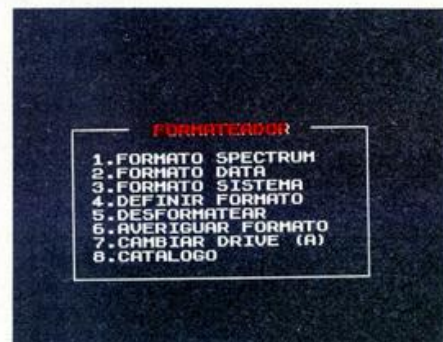 FORMATEADOR
1.FORMATO SPECTRUM
2.FORMATO DATA
3.FORMATO SISTEMA
4.DEFINIR FORMATO
5.DESFORMATEAR
6.AVERIGUAR FORMATO
7.CAMBIAR DRIVE (A)
8.CATALOGO